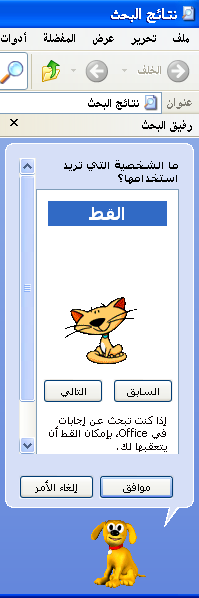 نتائج البحث
ملف تحرير عرض المفضلة أدوات
الخلف
عنوان نتائج البحث
رفيق البحث
ما الشخصية التي تريد
استخدامها؟
القط
السابق التالي
إذا كنت تبحث عن إجابات
في Office، بإمكان القط أن
يتعقبها لك.
موافق إلغاء الأمر